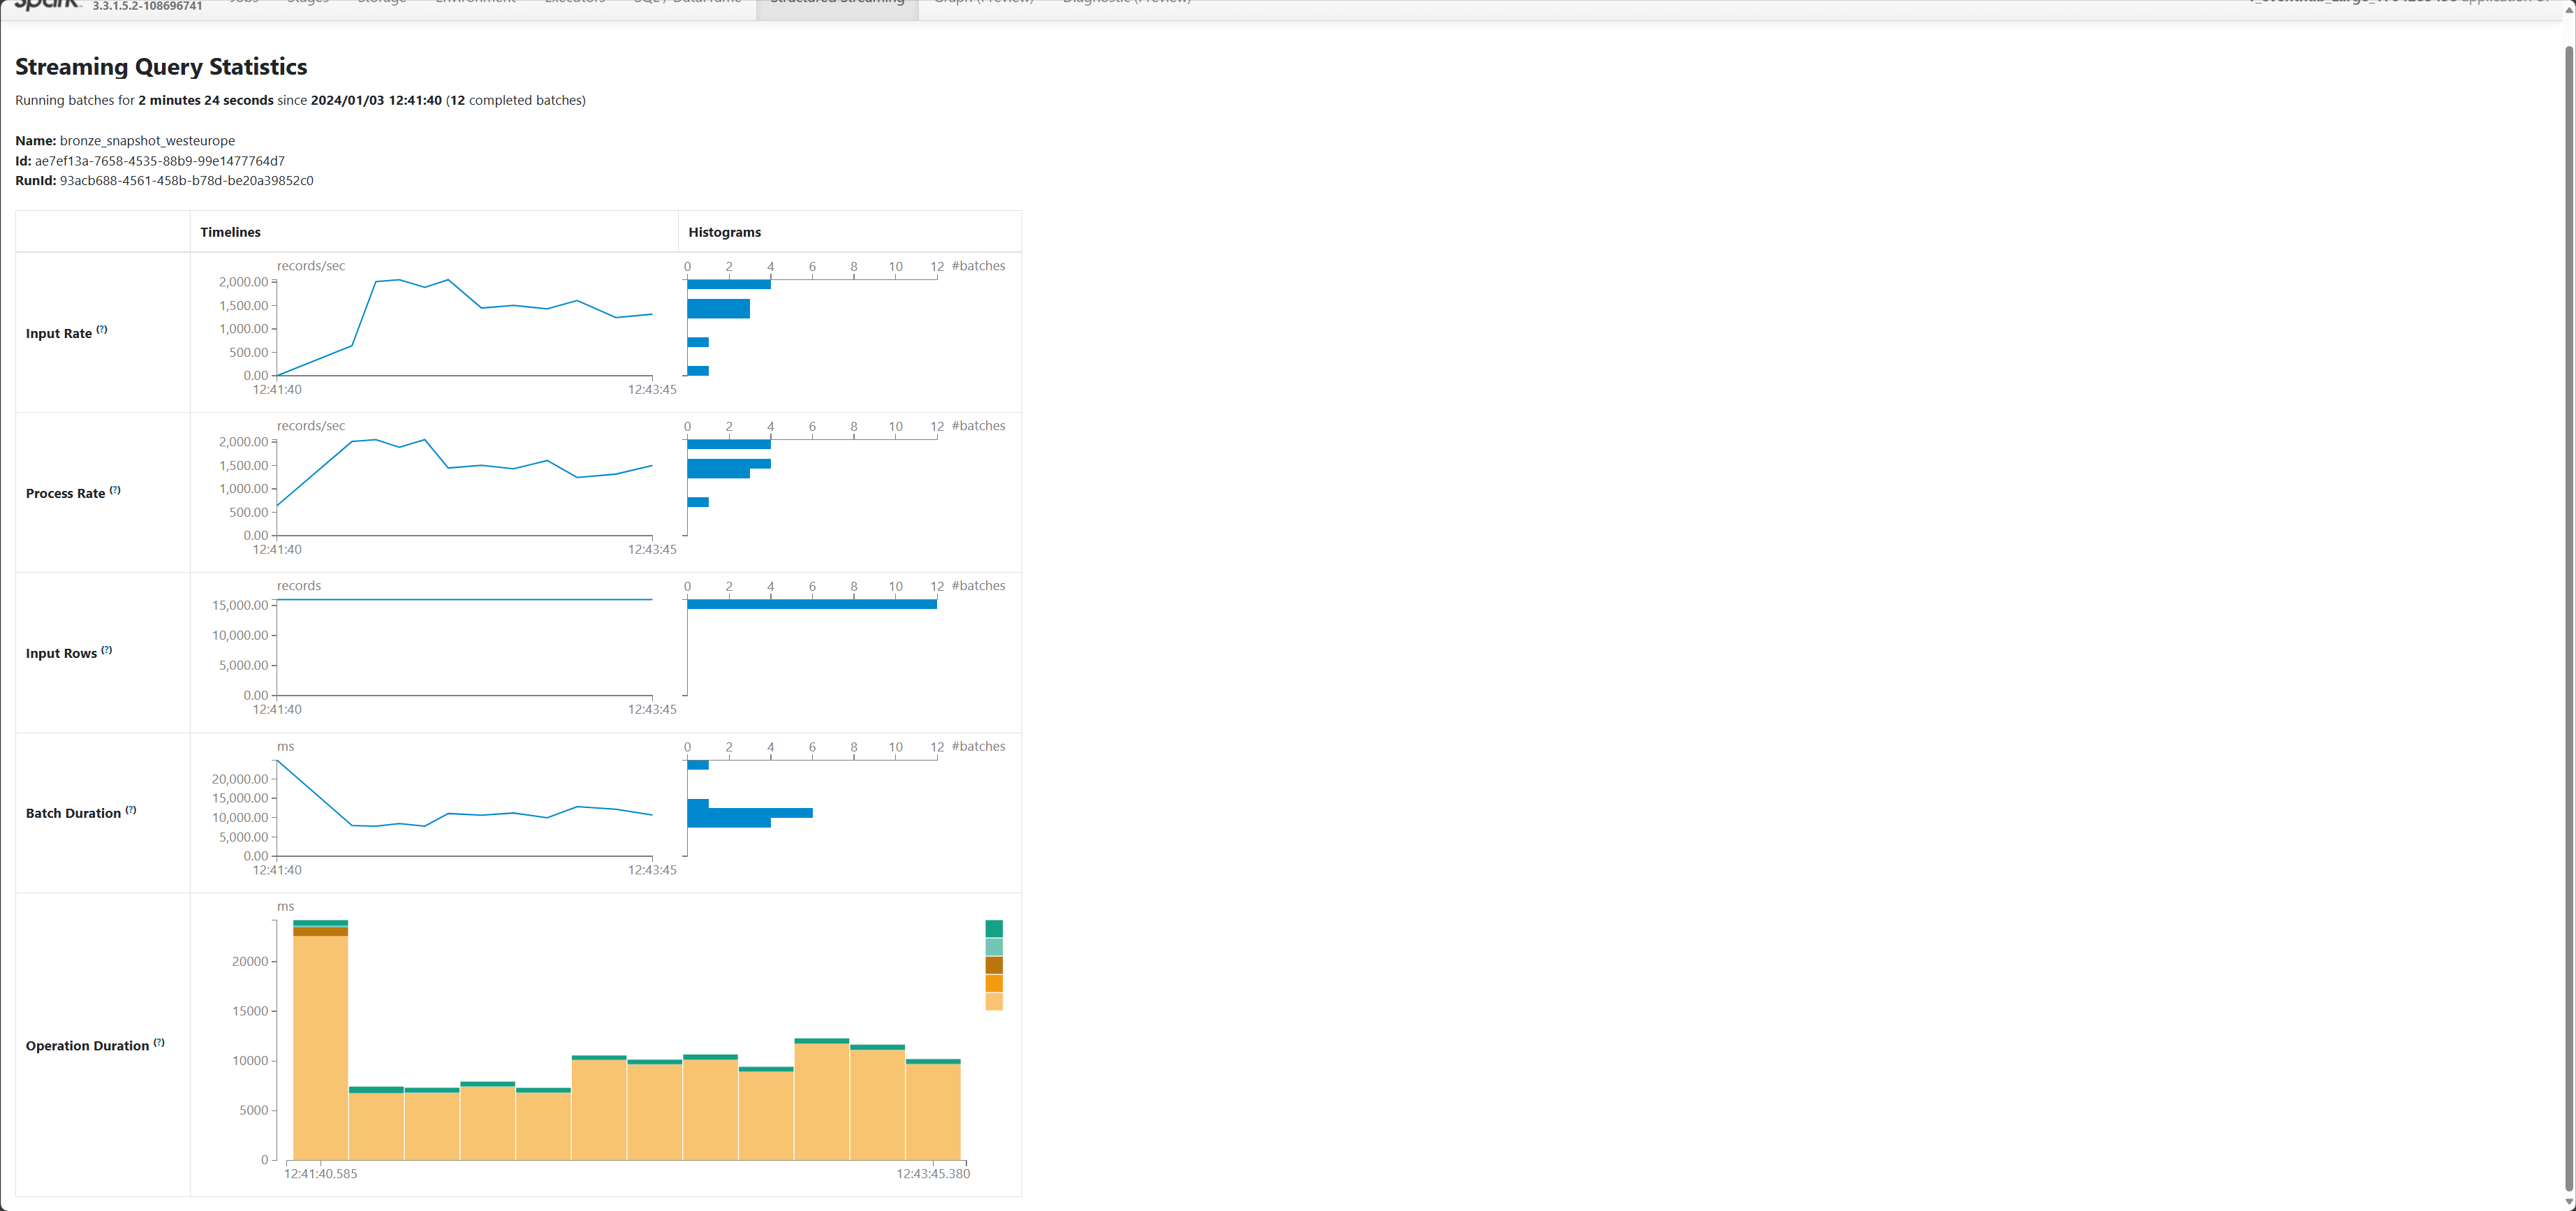 Spark 3.3.1.5.2-108696741 Jobs Stages Storage Environment Executors SQL / DataFrame Structured Streaming Graph (Preview) Diagnostic (Preview)
Streaming Query Statistics
Running batches for 2 minutes 24 seconds since 2024/01/03 12:41:40 (12 completed batches)
Name: bronze_snapshot_westeurope
Id: ae7ef13a-7658-4535-88b9-99e1477764d7
RunId: 93acb688-4561-458b-b78d-be20a39852c0
Timelines Histograms
records/sec 0 2 4 6 8 10 12 #batches
2,000.00
1,500.00
1,000.00
Input Rate (?)
500.00
0.00
12:41:40 12:43:45
records/sec 0 2 4 6 8 10 12 #batches
2,000.00
1,500.00
1,000.00
Process Rate (?)
500.00
0.00
12:41:40 12:43:45
records 0 2 4 6 8 10 12 #batches
15,000.00
10,000.00
Input Rows (?)
5,000.00
0.00
12:41:40 12:43:45
ms 0 2 4 6 8 10 12 #batches
20,000.00
15,000.00
Batch Duration (?)
10,000.00
5,000.00
0.00
12:41:40 12:43:45
ms
20000
15000
Operation Duration (?)
10000
5000
0
12:41:40.585 12:43:45.380